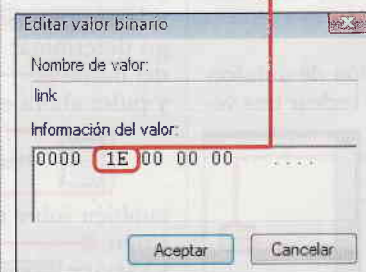 Editar valor binario
Nombre de valor:
link
Información del valor:
0000 1E 00 00 00 ....
Aceptar Cancelar